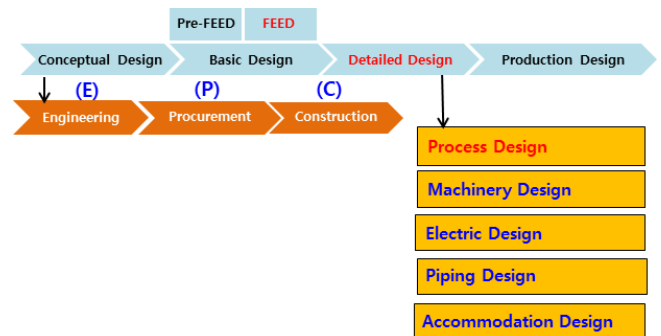 Pre-FEED FEED
Conceptual Design Basic Design Detailed Design Production Design
(E) (P) (C)
Engineering Procurement Construction
Process Design
Machinery Design
Electric Design
Piping Design
Accommodation Design